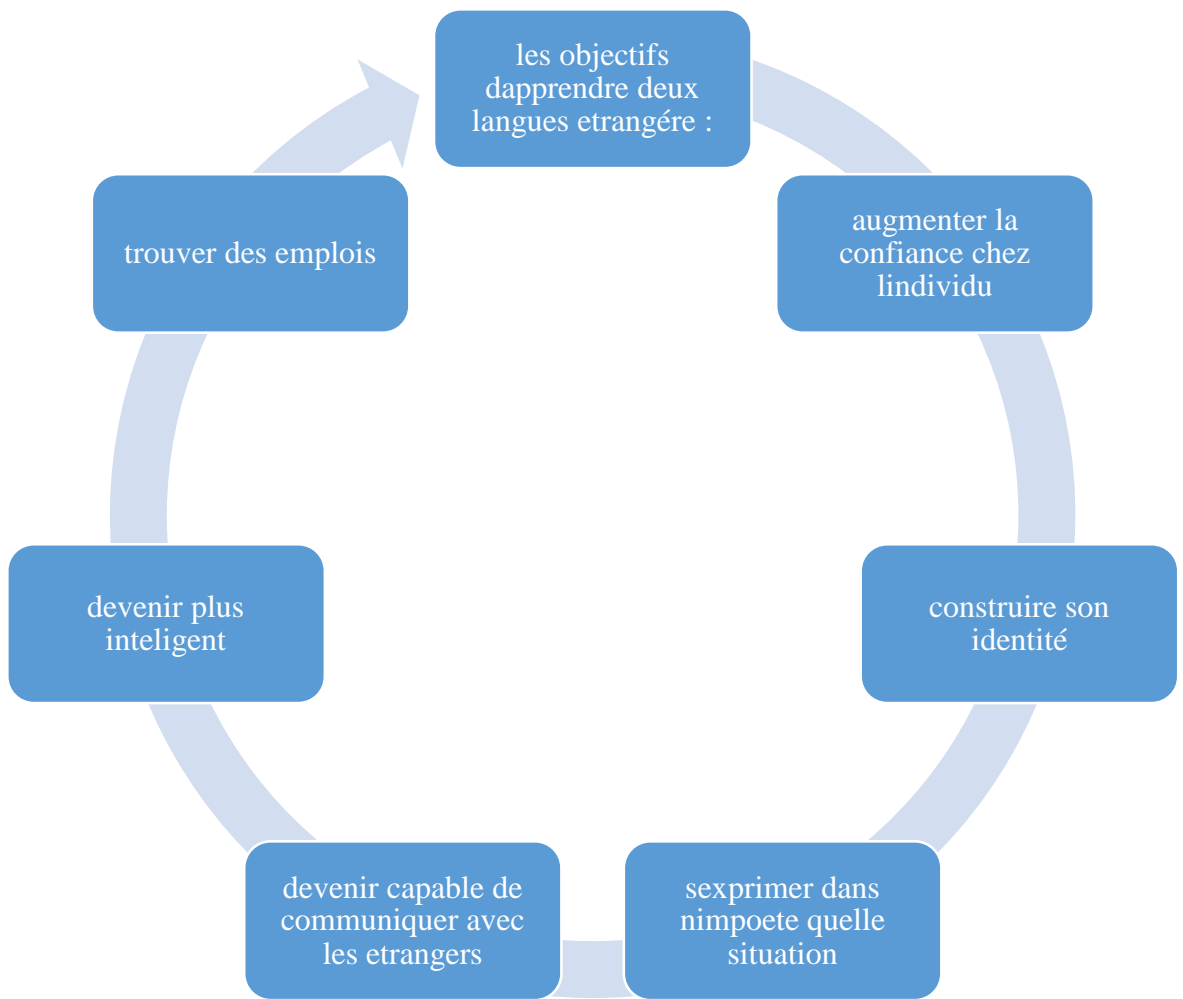 les objectifs
dapprendre deux
langues etrangére :
augmenter la
confiance chez
lindividu
construire son
identité
sexprimer dans
nimpoete quelle
situation
devenir capable de
communiquer avec
les etrangers
devenir plus
inteligent
trouver des emplois